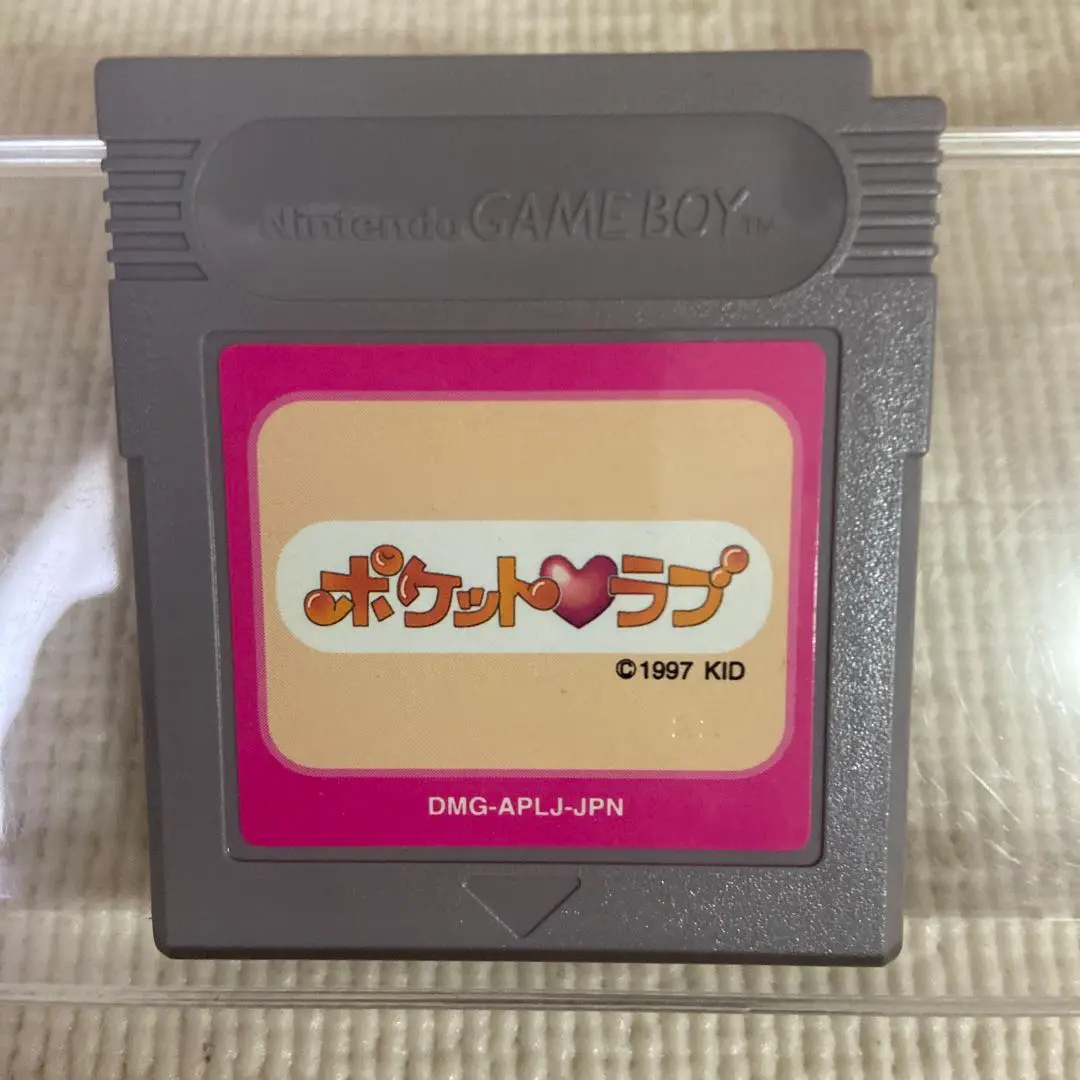 Nintendo GAME BOY™
ポケット♥ラブ
©1997 KID
DMG-APLJ-JPN